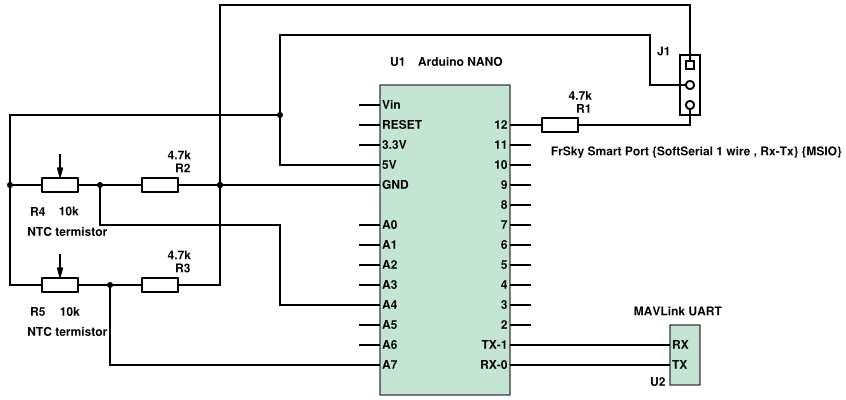 U1 Arduino NANO
J1
Vin
RESET
3.3V
5V
GND
A0
A1
A2
A3
A4
A5
A6
A7
12
11
10
9
8
7
6
5
4
3
2
TX-1
RX-0
4.7k
R1
FrSky Smart Port {SoftSerial 1 wire , Rx-Tx} {MSIO}
4.7k
R2
R4 10k
NTC termistor
4.7k
R3
R5 10k
NTC termistor
MAVLink UART
RX
TX
U2